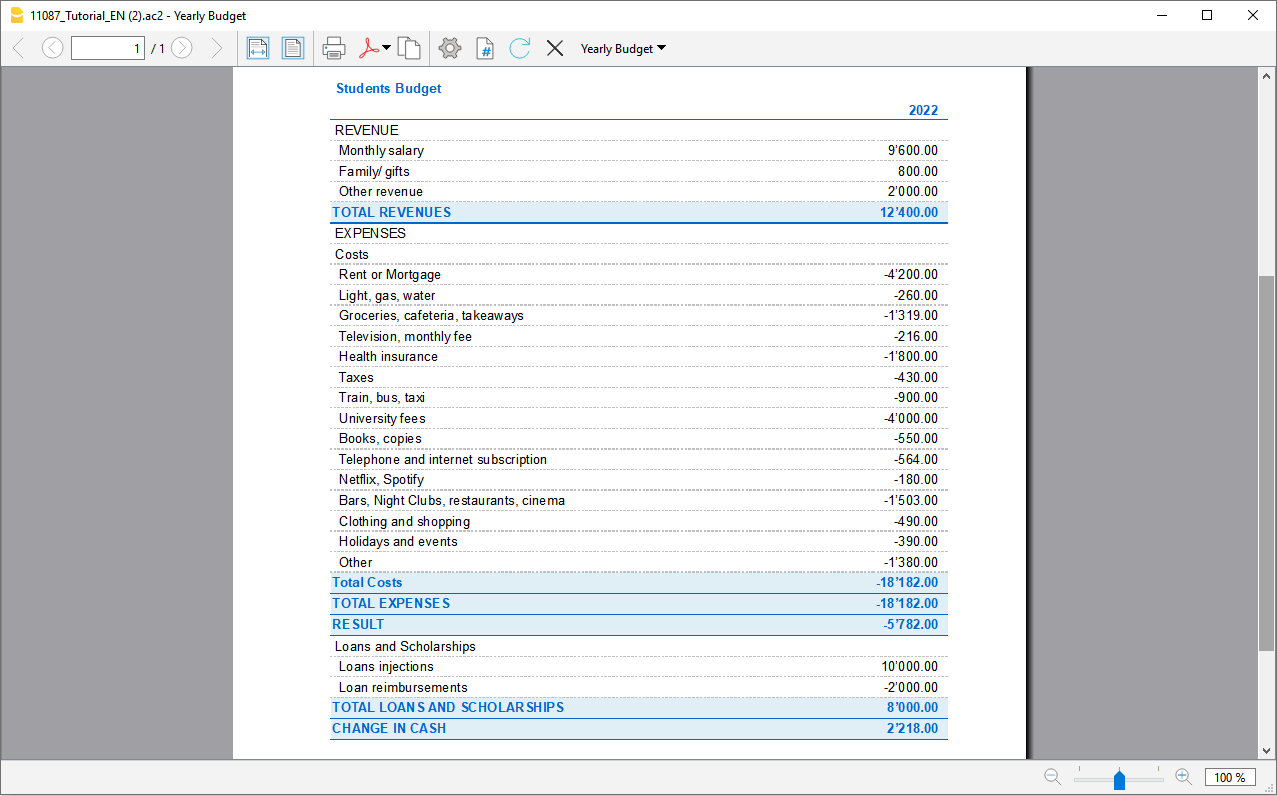 11087_Tutorial_EN (2).ac2 - Yearly Budget
1 / 1 # Yearly Budget
Students Budget
2022
REVENUE
Monthly salary 9'600.00
Family/ gifts 800.00
Other revenue 2'000.00
TOTAL REVENUES 12'400.00
EXPENSES
Costs
Rent or Mortgage -4'200.00
Light, gas, water -260.00
Groceries, cafeteria, takeaways -1'319.00
Television, monthly fee -216.00
Health insurance -1'800.00
Taxes -430.00
Train, bus, taxi -900.00
University fees -4'000.00
Books, copies -550.00
Telephone and internet subscription -564.00
Netflix, Spotify -180.00
Bars, Night Clubs, restaurants, cinema -1'503.00
Clothing and shopping -490.00
Holidays and events -390.00
Other -1'380.00
Total Costs -18'182.00
TOTAL EXPENSES -18'182.00
RESULT -5'782.00
Loans and Scholarships
Loans injections 10'000.00
Loan reimbursements -2'000.00
TOTAL LOANS AND SCHOLARSHIPS 8'000.00
CHANGE IN CASH 2'218.00
100 %